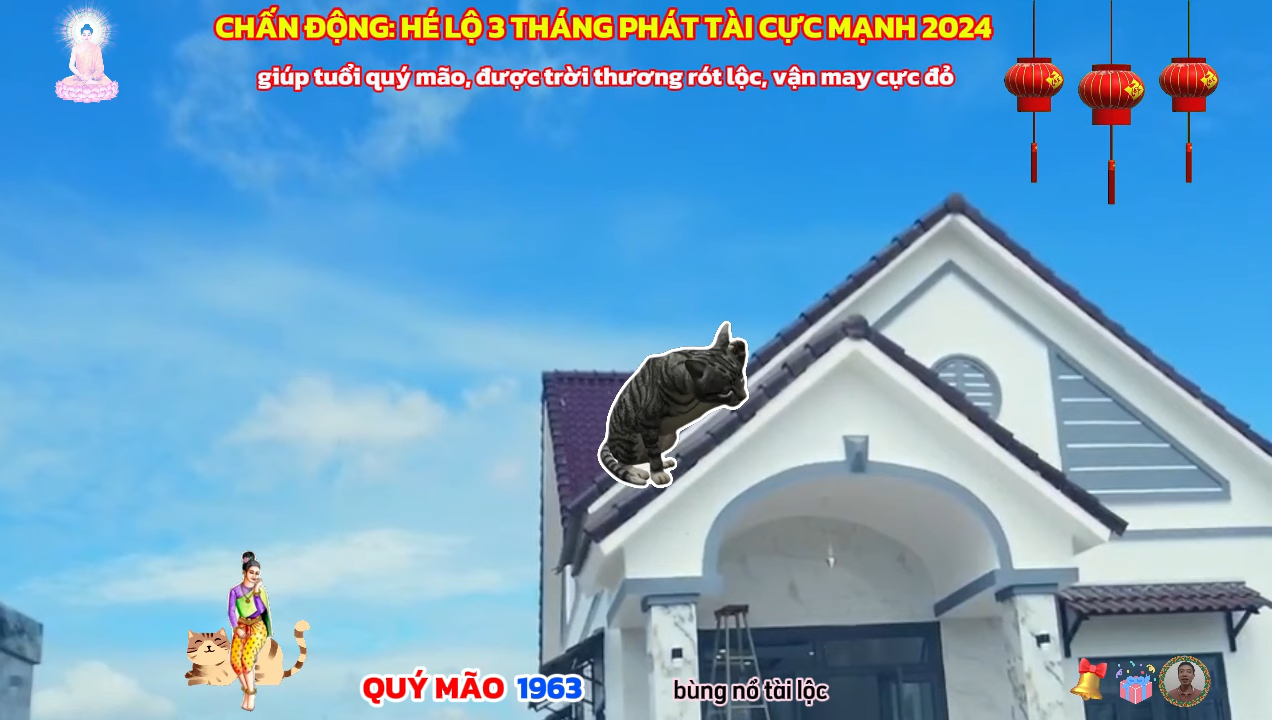 CHẤN ĐỘNG: HÉ LỘ 3 THÁNG PHÁT TÀI CỰC MẠNH 2024
giúp tuổi quý mão, được trời thương rót lộc, vận may cực đỏ
QUÝ MÃO 1963
bùng nổ tài lộc